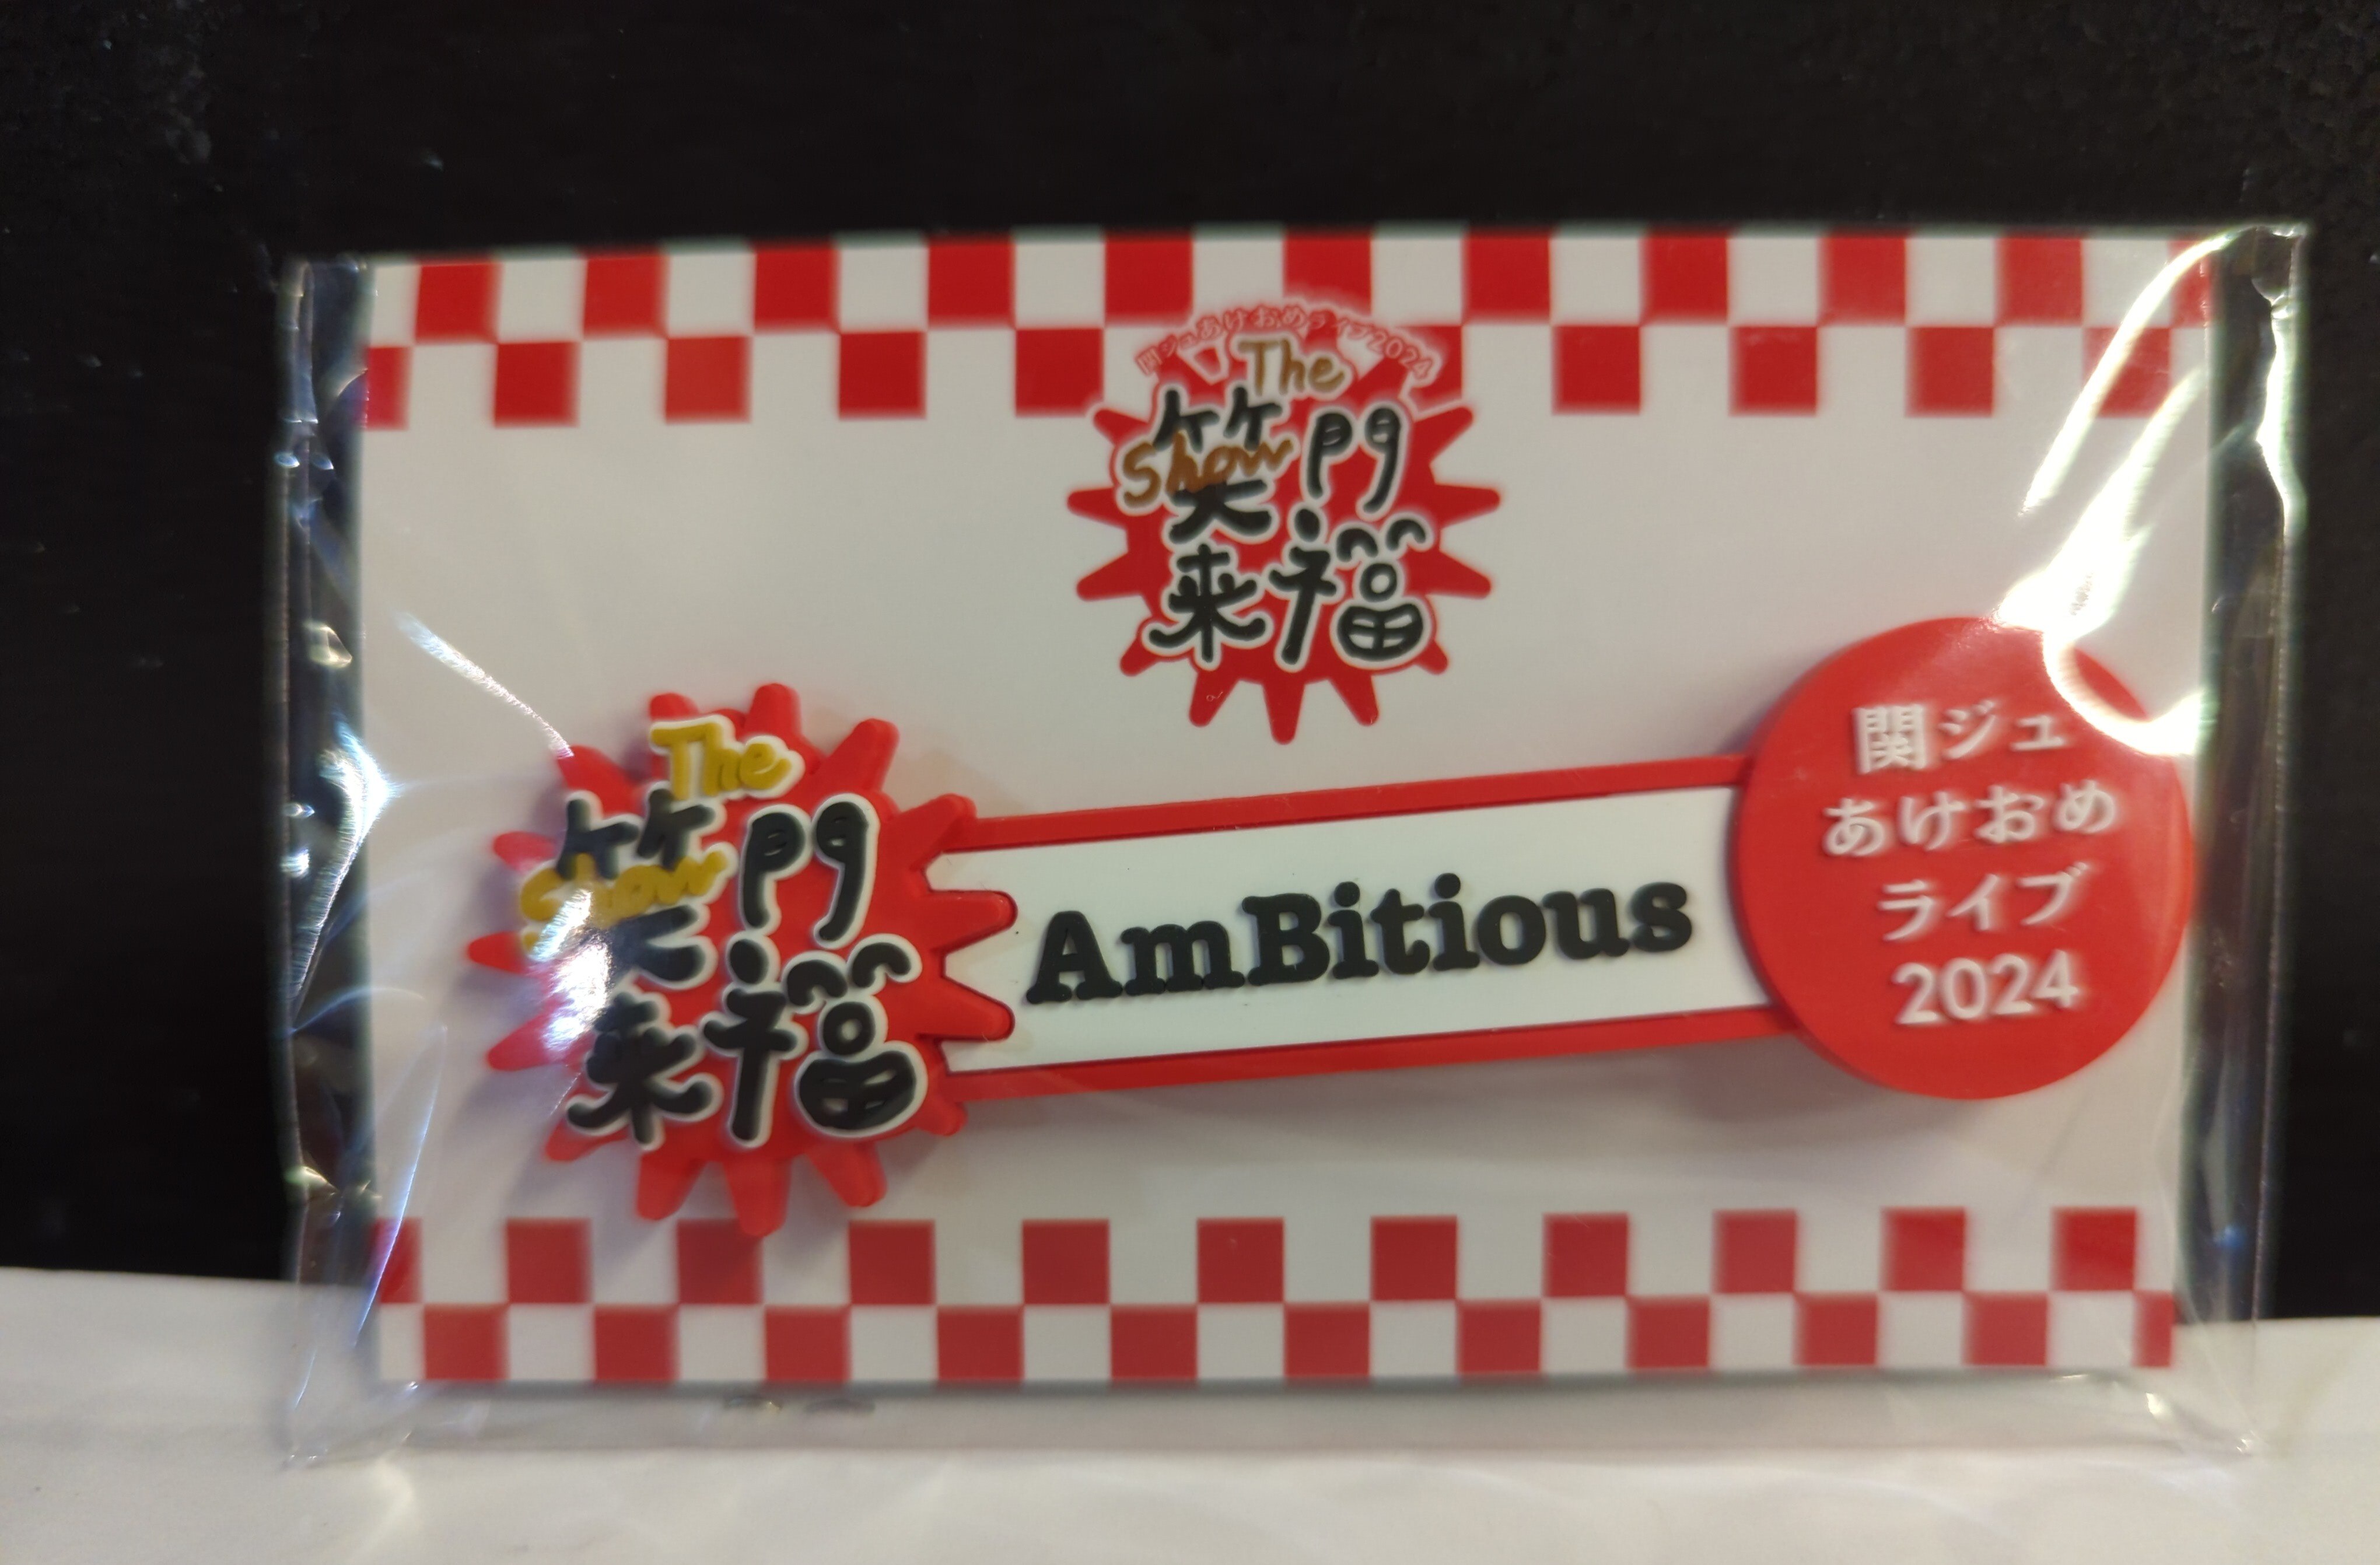 関ジュあけおめライブ2024
The
笑門
Show
来福
The
笑門
Show
来福
AmBitious
関ジュ
あけおめ
ライブ
2024